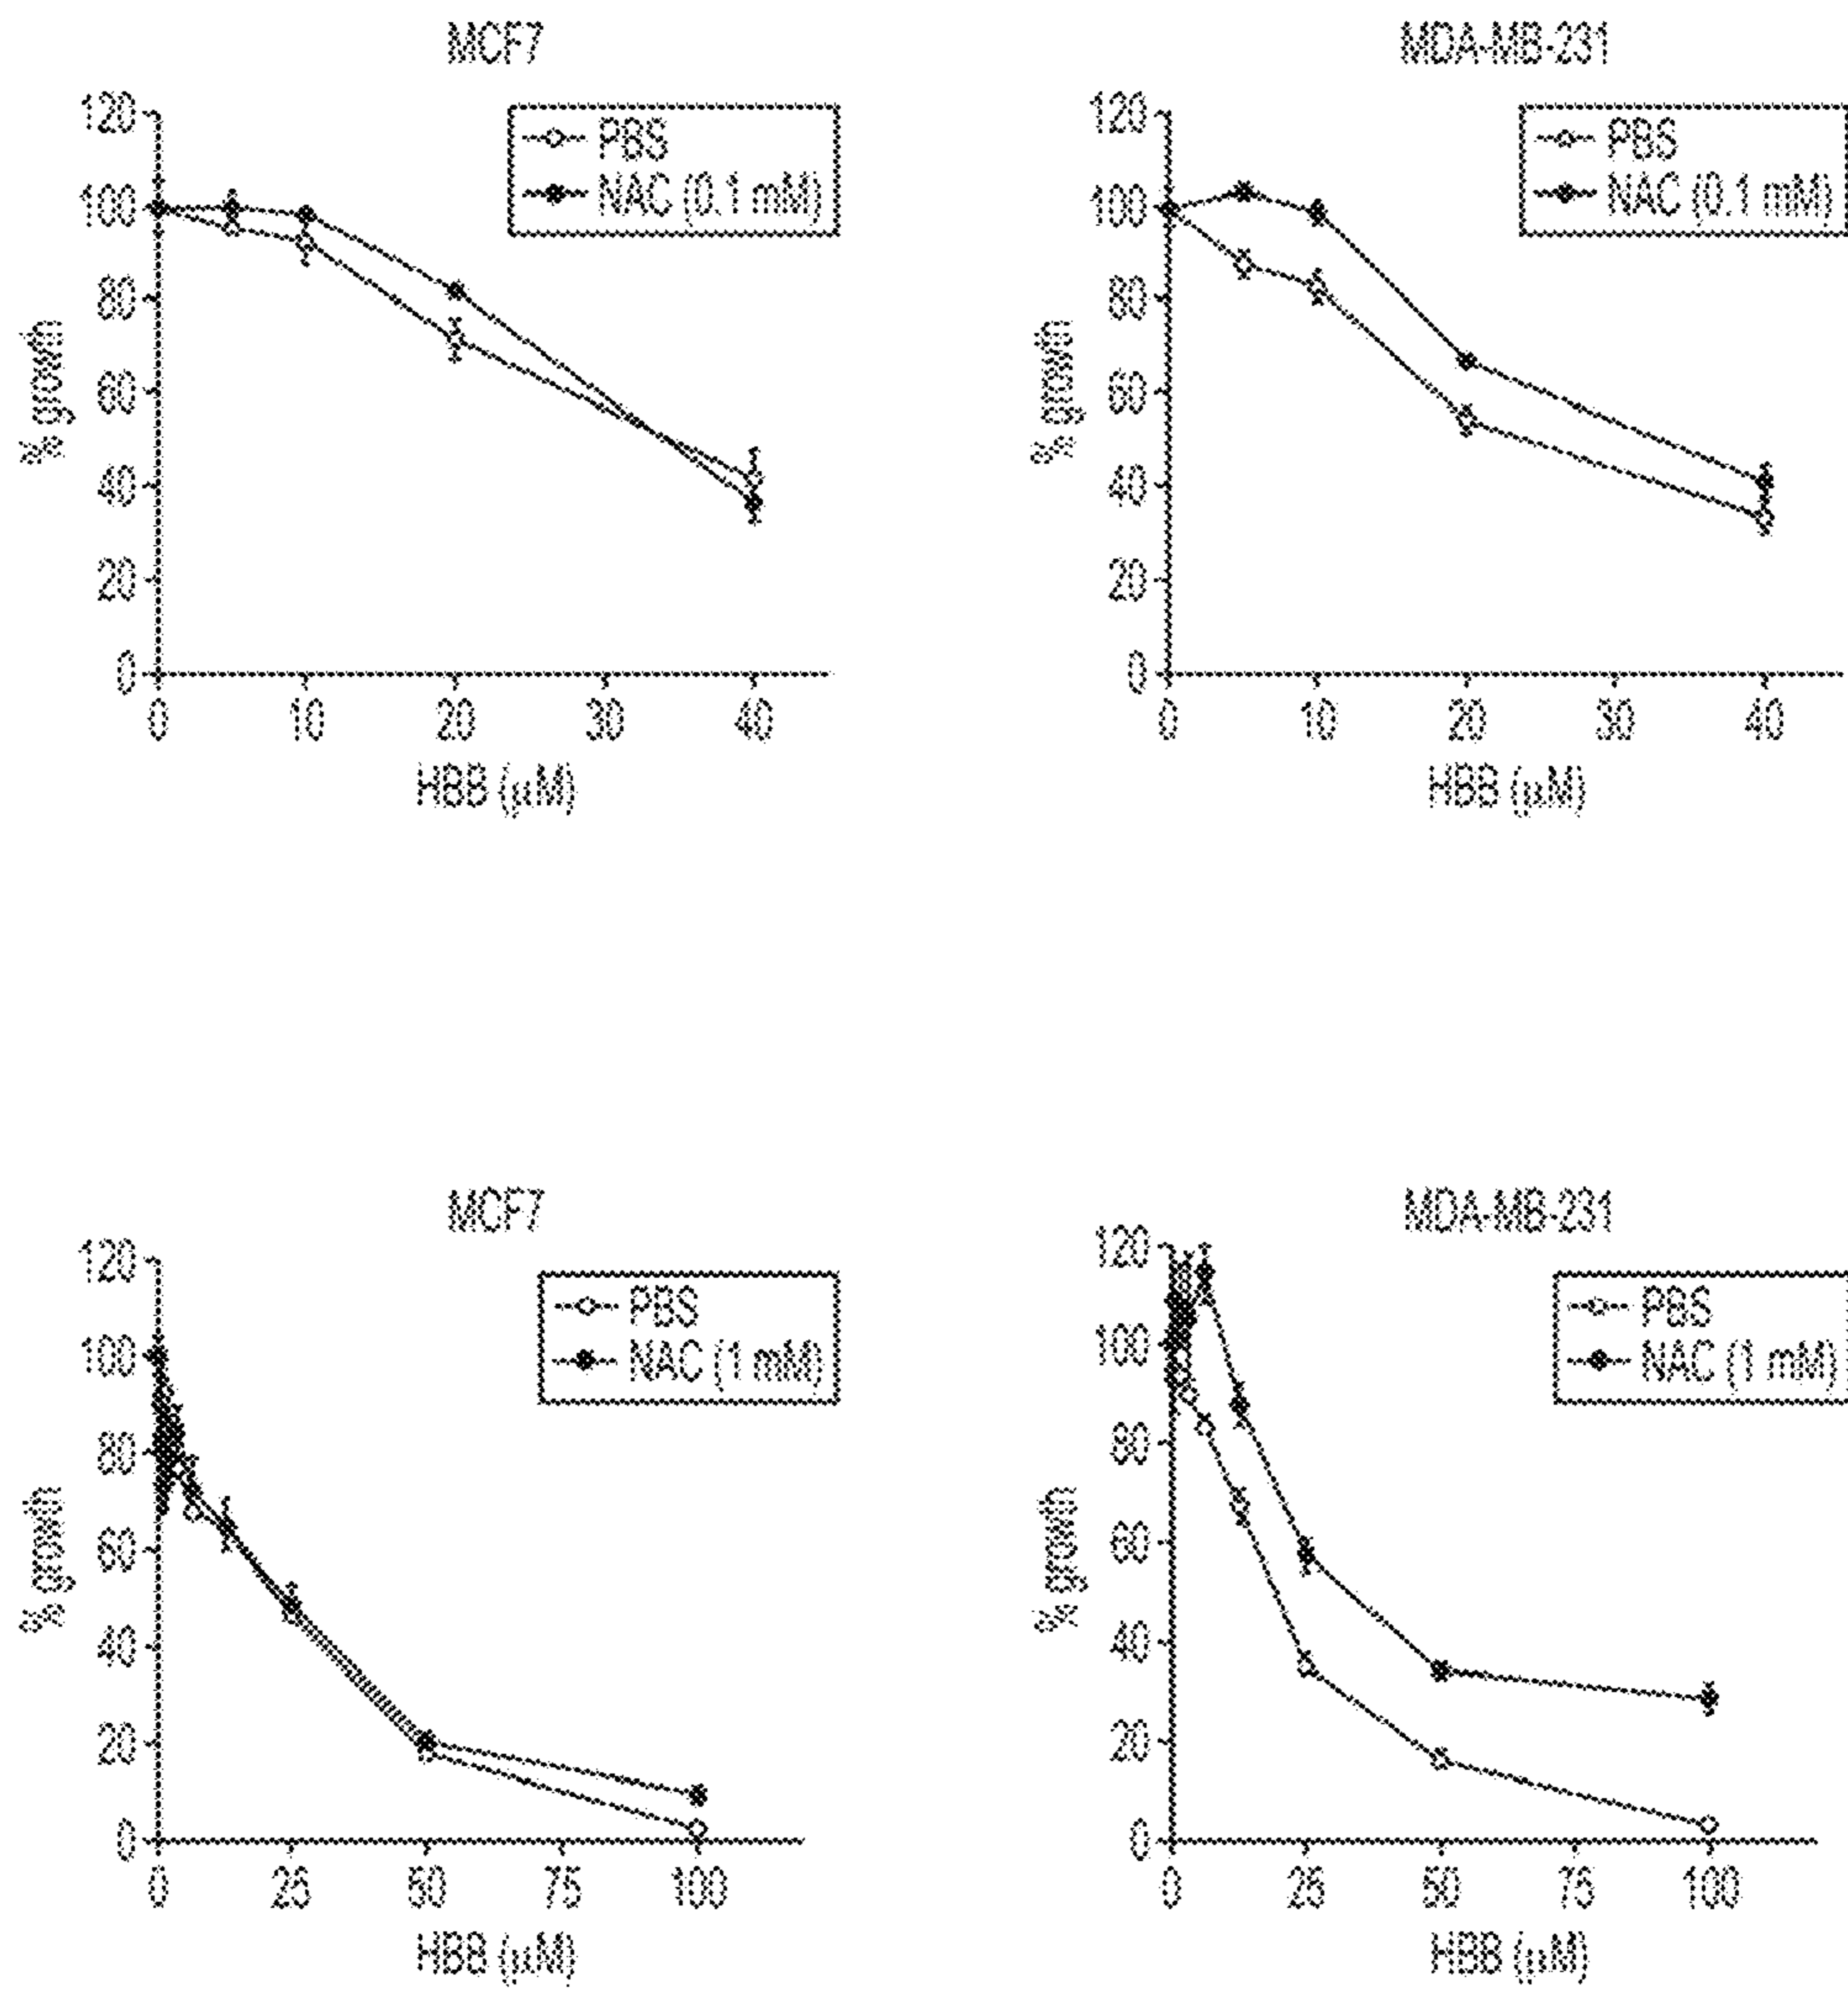 MCF7
120
100
80
60
40
20
0
% growth
PBS
NAC (0.1 mM)
0 10 20 30 40
HBB (µM)
MDA-MB-231
120
100
80
60
40
20
0
% growth
PBS
NAC (0.1 mM)
0 10 20 30 40
HBB (µM)
MCF7
120
100
80
60
40
20
0
% growth
PBS
NAC (1 mM)
0 25 50 75 100
HBB (µM)
MDA-MB-231
120
100
80
60
40
20
0
% growth
PBS
NAC (1 mM)
0 25 50 75 100
HBB (µM)